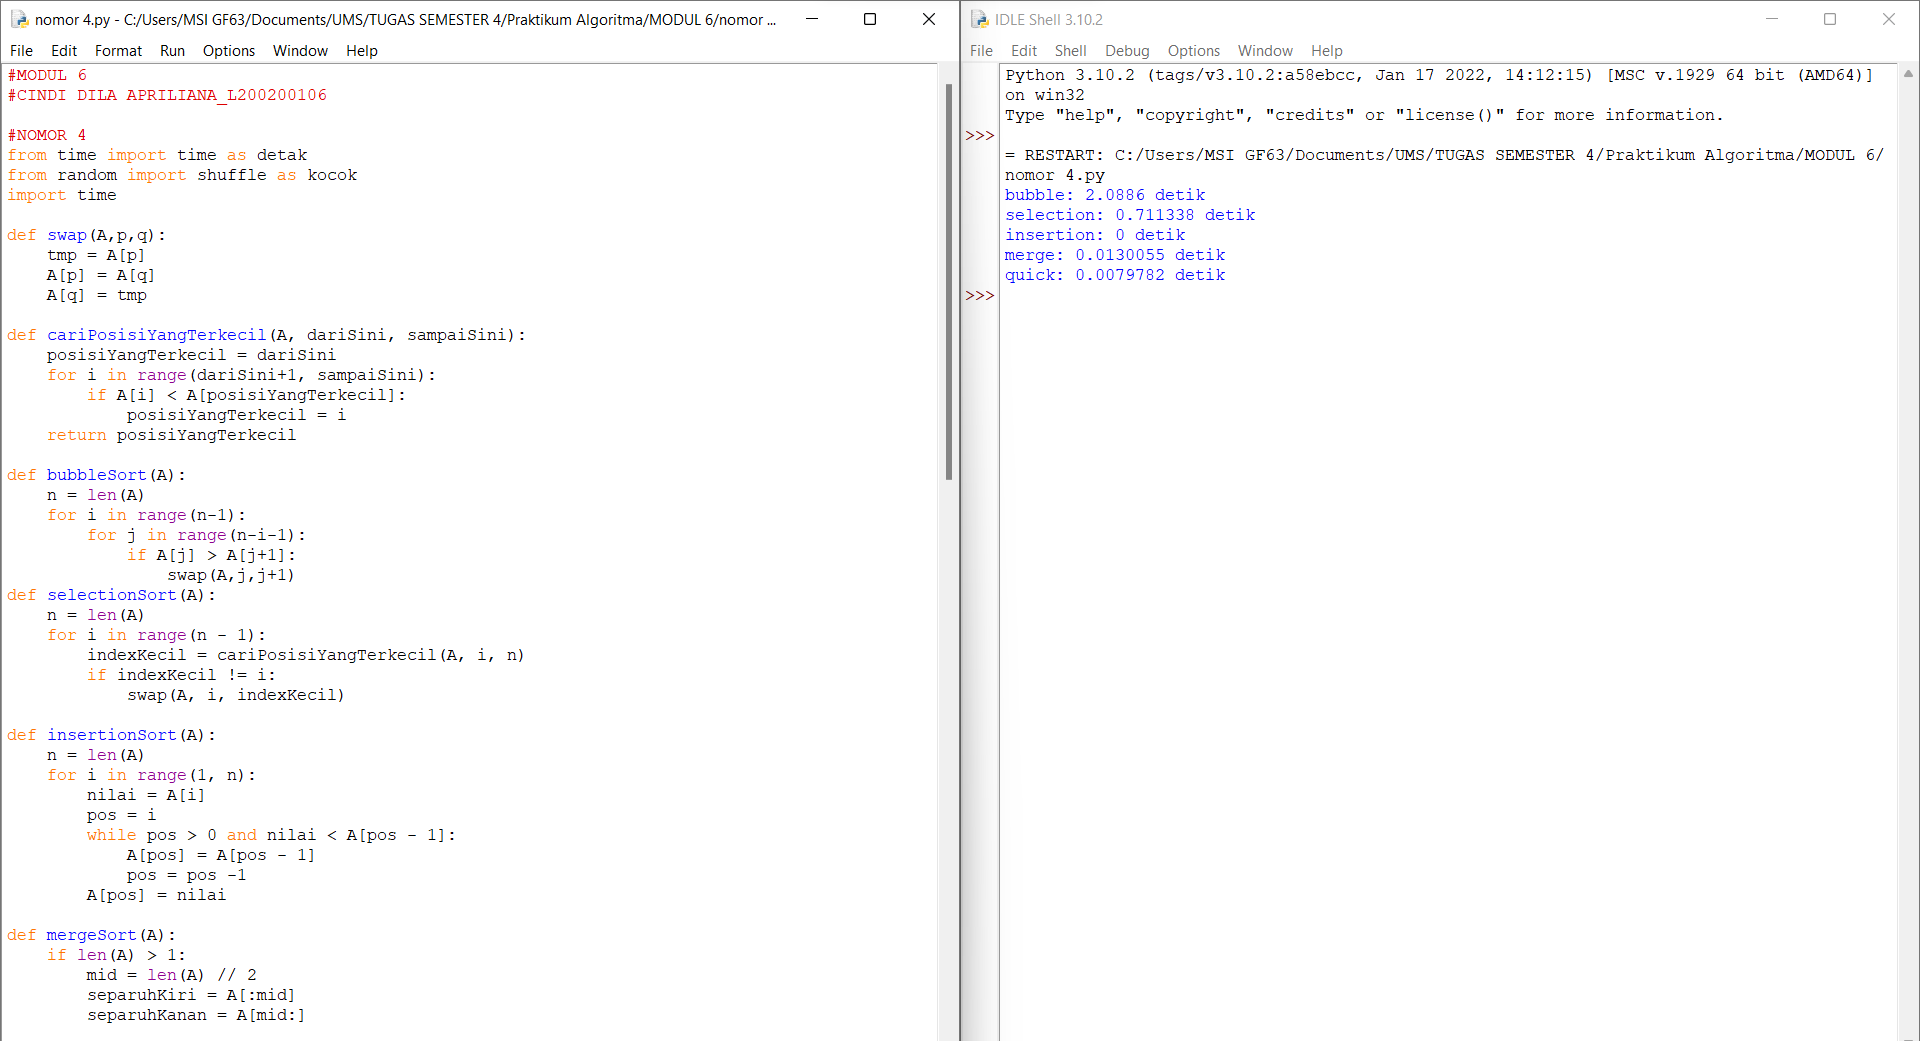 nomor 4.py - C:/Users/MSI GF63/Documents/UMS/TUGAS SEMESTER 4/Praktikum Algoritma/MODUL 6/nomor ...
File Edit Format Run Options Window Help
#MODUL 6
#CINDI DILA APRILIANA_L200200106

#NOMOR 4
from time import time as detak
from random import shuffle as kocok
import time

def swap(A,p,q):
    tmp = A[p]
    A[p] = A[q]
    A[q] = tmp

def cariPosisiYangTerkecil(A, dariSini, sampaiSini):
    posisiYangTerkecil = dariSini
    for i in range(dariSini+1, sampaiSini):
        if A[i] < A[posisiYangTerkecil]:
            posisiYangTerkecil = i
    return posisiYangTerkecil

def bubbleSort(A):
    n = len(A)
    for i in range(n-1):
        for j in range(n-i-1):
            if A[j] > A[j+1]:
                swap(A,j,j+1)
def selectionSort(A):
    n = len(A)
    for i in range(n - 1):
        indexKecil = cariPosisiYangTerkecil(A, i, n)
        if indexKecil != i:
            swap(A, i, indexKecil)

def insertionSort(A):
    n = len(A)
    for i in range(1, n):
        nilai = A[i]
        pos = i
        while pos > 0 and nilai < A[pos - 1]:
            A[pos] = A[pos - 1]
            pos = pos -1
        A[pos] = nilai

def mergeSort(A):
    if len(A) > 1:
        mid = len(A) // 2
        separuhKiri = A[:mid]
        separuhKanan = A[mid:]
IDLE Shell 3.10.2
File Edit Shell Debug Options Window Help
Python 3.10.2 (tags/v3.10.2:a58ebcc, Jan 17 2022, 14:12:15) [MSC v.1929 64 bit (AMD64)]
on win32
Type "help", "copyright", "credits" or "license()" for more information.
>>>
= RESTART: C:/Users/MSI GF63/Documents/UMS/TUGAS SEMESTER 4/Praktikum Algoritma/MODUL 6/
nomor 4.py
bubble: 2.0886 detik
selection: 0.711338 detik
insertion: 0 detik
merge: 0.0130055 detik
quick: 0.0079782 detik
>>>